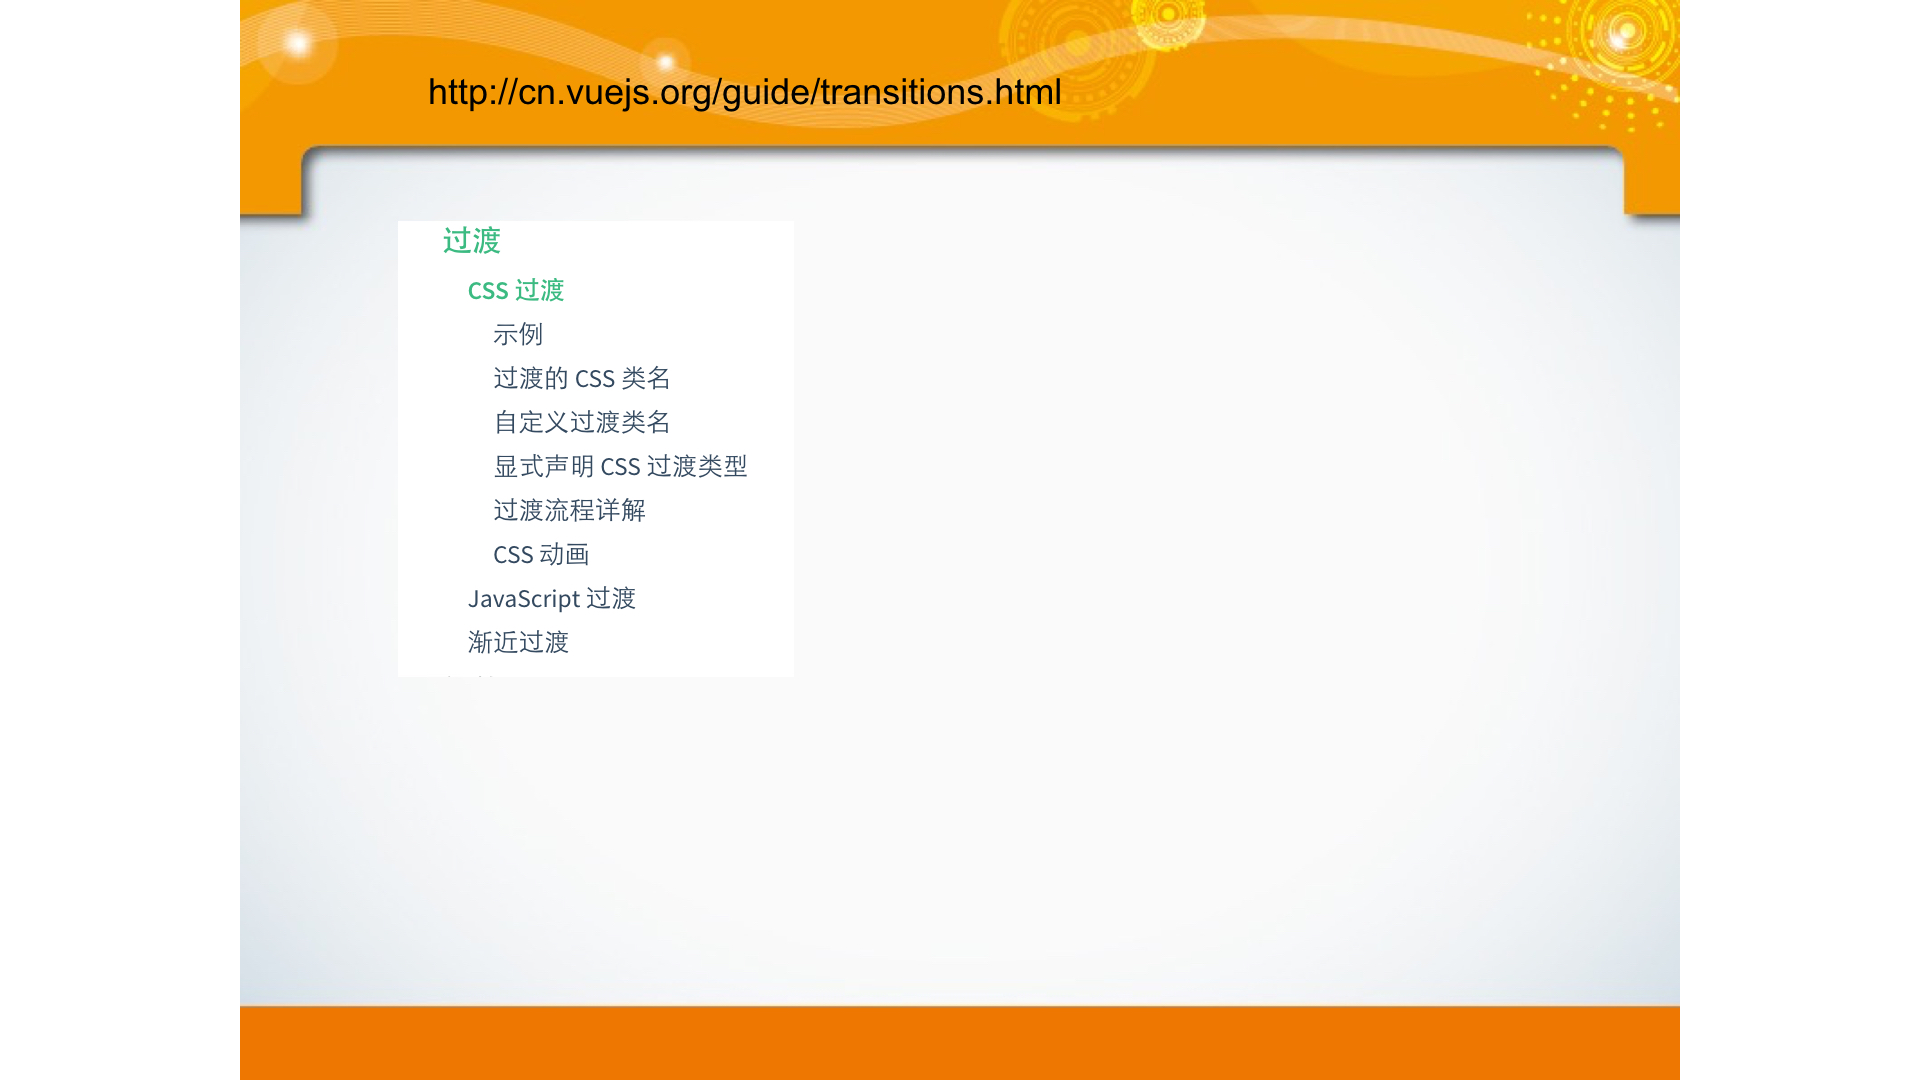 http://cn.vuejs.org/guide/transitions.html
过渡
CSS 过渡
示例
过渡的 CSS 类名
自定义过渡类名
显式声明 CSS 过渡类型
过渡流程详解
CSS 动画
JavaScript 过渡
渐近过渡